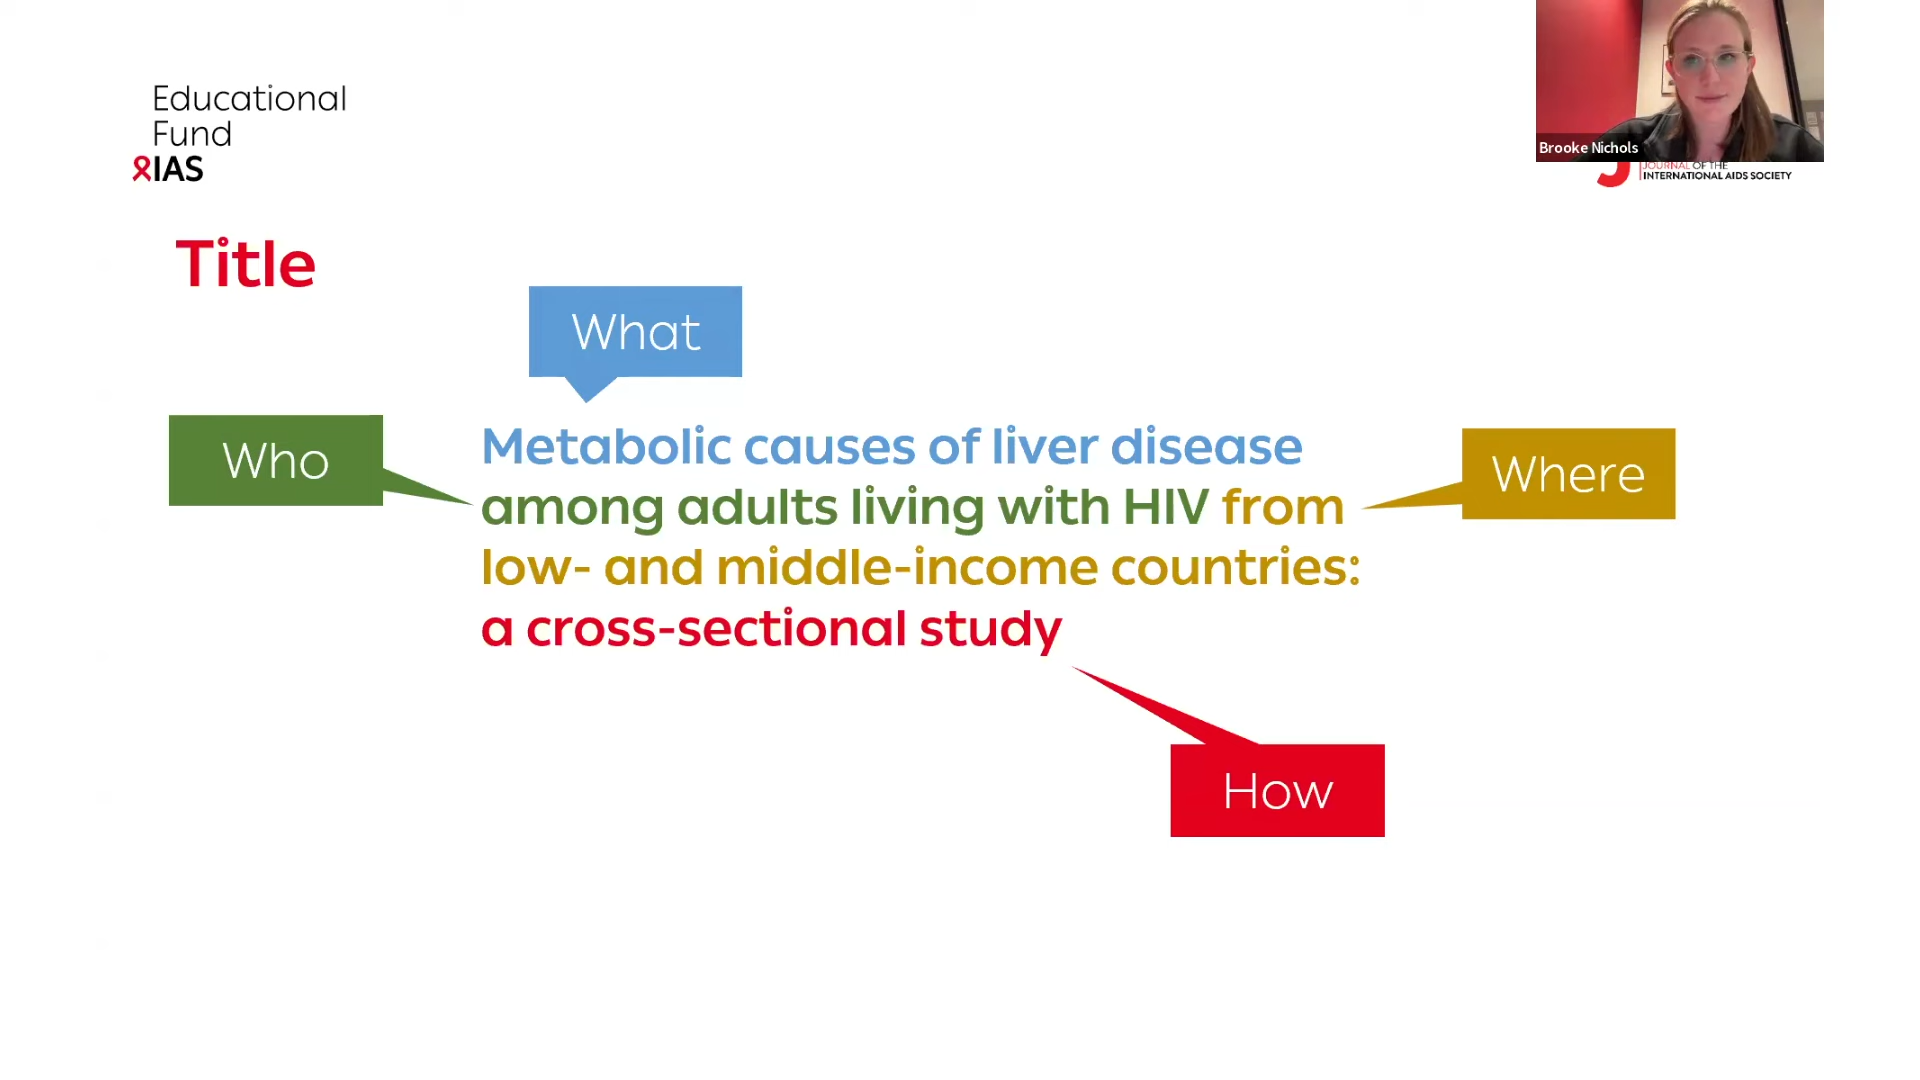 Educational
Fund
IAS
Brooke Nichols
JOURNAL OF THE
INTERNATIONAL AIDS SOCIETY
Title
What
Who
Metabolic causes of liver disease
among adults living with HIV from
low- and middle-income countries:
a cross-sectional study
Where
How